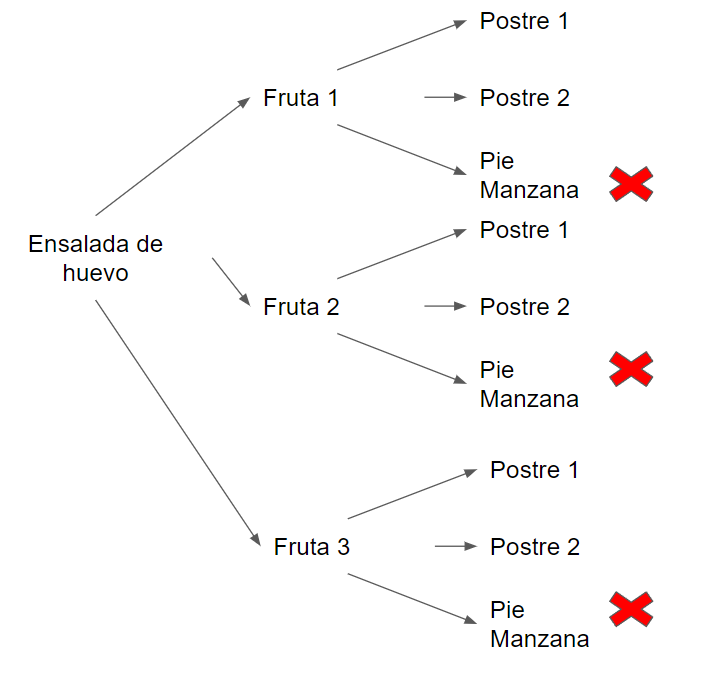 Postre 1
Fruta 1
Postre 2
Pie
Manzana
Postre 1
Ensalada de
huevo
Fruta 2
Postre 2
Pie
Manzana
Postre 1
Fruta 3
Postre 2
Pie
Manzana